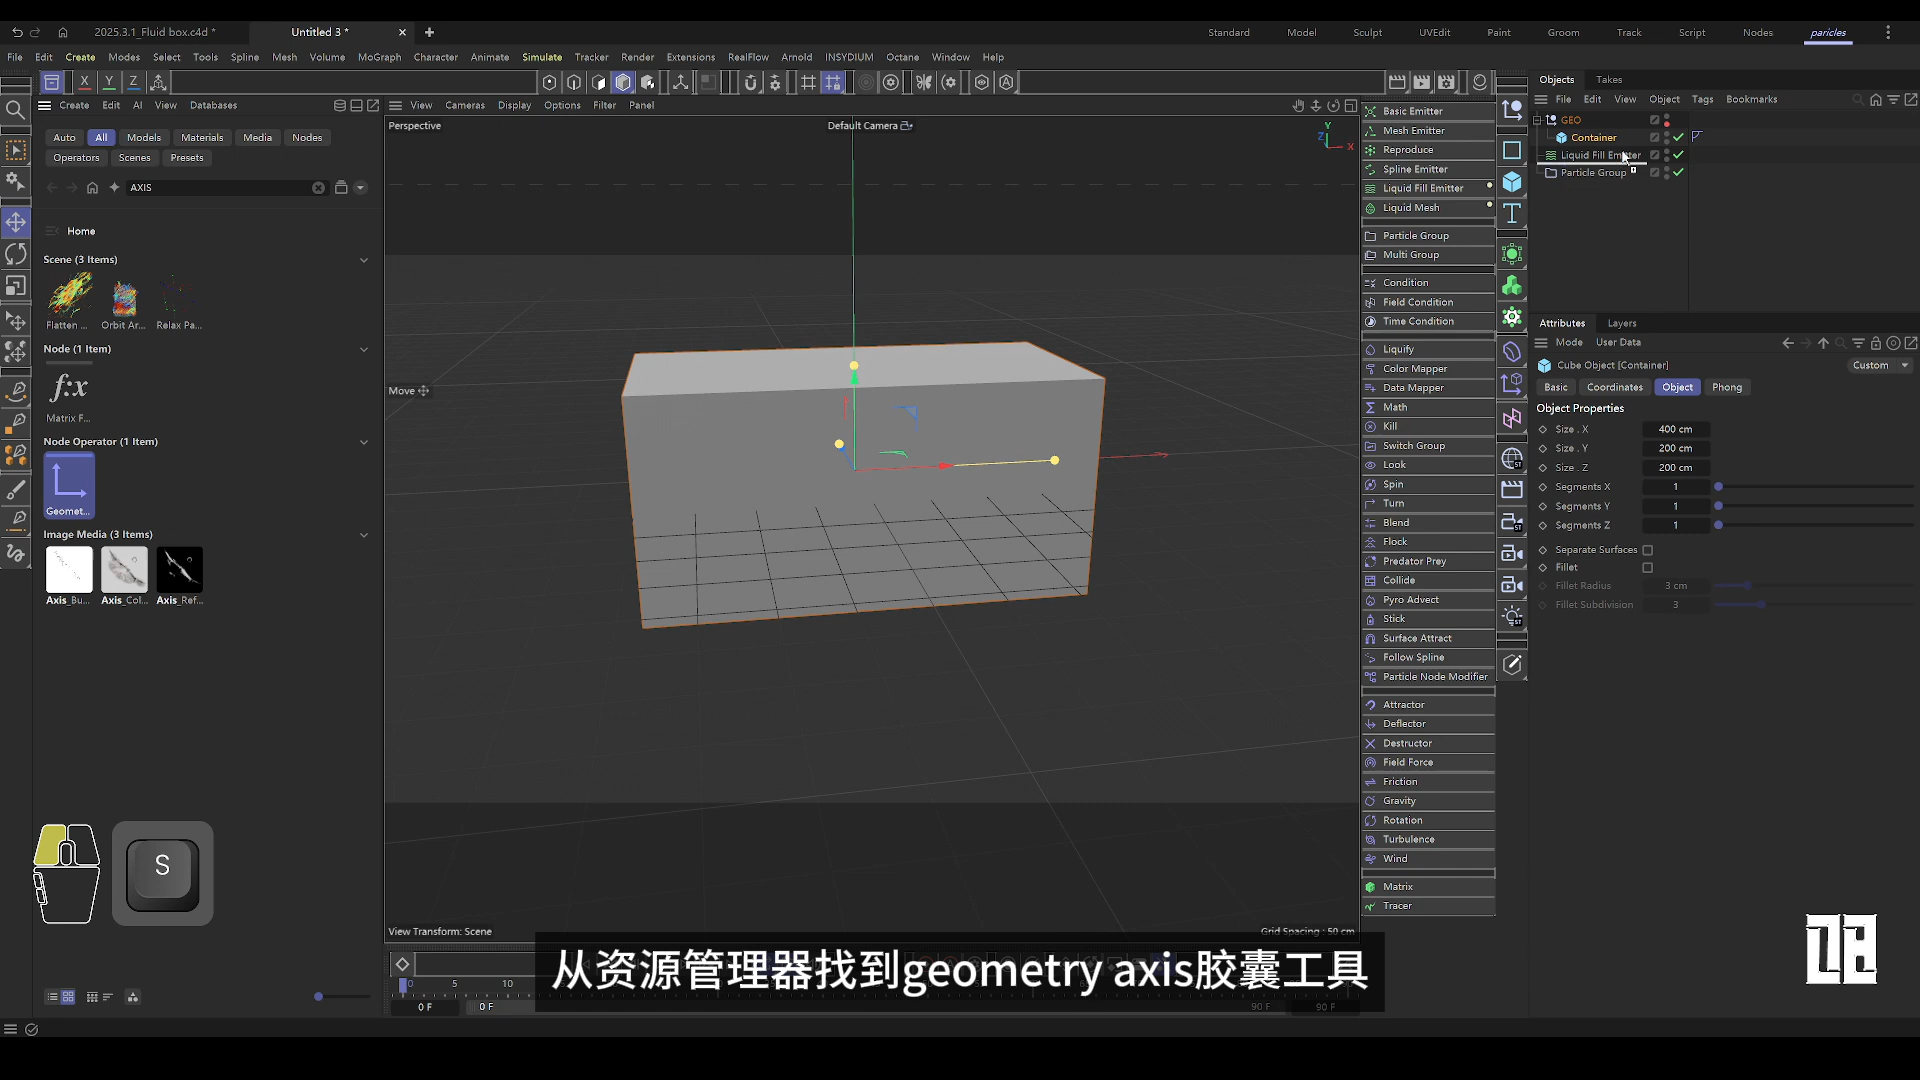 2025.3.1_Fluid box.c4d *
Untitled 3 *
Standard
Model
Sculpt
UVEdit
Paint
Groom
Track
Script
Nodes
paricles
File Edit Create Modes Select Tools Spline Mesh Volume MoGraph Character Animate Simulate Tracker Render Extensions RealFlow Arnold INSYDIUM Octane Window Help
X Y Z
Create Edit AI View Databases
Auto All Models Materials Media Nodes
Operators Scenes Presets
AXIS
Home
Scene (3 Items)
Flatten ... Orbit Ar... Relax Pa...
Node (1 Item)
f:x
Matrix F...
Node Operator (1 Item)
Geomet...
Image Media (3 Items)
Axis_Bu... Axis_Col... Axis_Ref...
S
View Cameras Display Options Filter Panel
Perspective
Default Camera
Y
Z
X
Move
View Transform: Scene
Grid Spacing : 50 cm
0 5 10
0 F
0 F
90 F
90 F
从资源管理器找到geometry axis胶囊工具
Basic Emitter
Mesh Emitter
Reproduce
Spline Emitter
Liquid Fill Emitter
Liquid Mesh
Particle Group
Multi Group
Condition
Field Condition
Time Condition
Liquify
Color Mapper
Data Mapper
Math
Kill
Switch Group
Look
Spin
Turn
Blend
Flock
Predator Prey
Collide
Pyro Advect
Stick
Surface Attract
Follow Spline
Particle Node Modifier
Attractor
Deflector
Destructor
Field Force
Friction
Gravity
Rotation
Turbulence
Wind
Matrix
Tracer
Objects Takes
File Edit View Object Tags Bookmarks
GEO
Container
Liquid Fill Emitter
Particle Group
Attributes Layers
Mode User Data
Cube Object [Container]
Custom
Basic Coordinates Object Phong
Object Properties
Size . X 400 cm
Size . Y 200 cm
Size . Z 200 cm
Segments X 1
Segments Y 1
Segments Z 1
Separate Surfaces
Fillet
Fillet Radius 3 cm
Fillet Subdivision 3